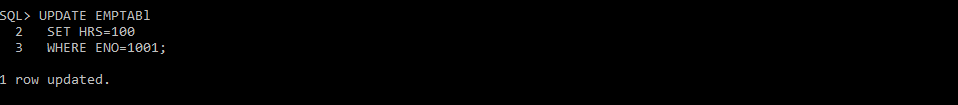 SQL> UPDATE EMPTABl
  2   SET HRS=100
  3   WHERE ENO=1001;
1 row updated.